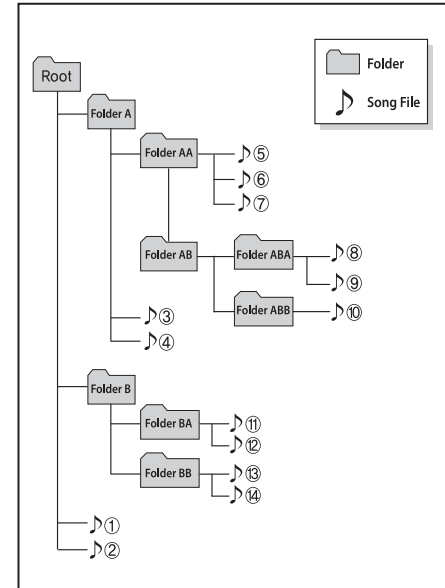 Root
Folder
Song File
Folder A
Folder AA
⑤
⑥
⑦
Folder AB
Folder ABA
⑧
⑨
Folder ABB
⑩
③
④
Folder B
Folder BA
⑪
⑫
Folder BB
⑬
⑭
①
②